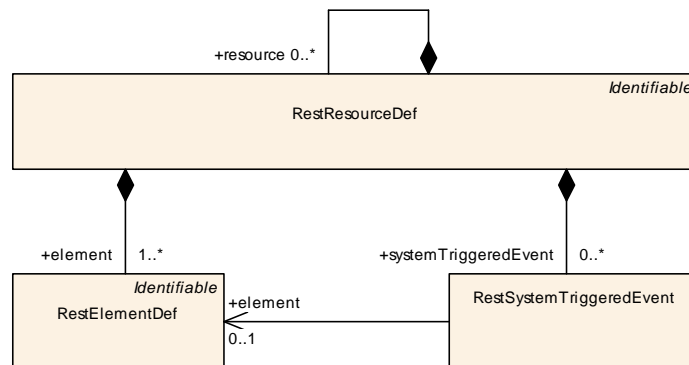 +resource 0..*
Identifiable
RestResourceDef
+element 1..*
+systemTriggeredEvent 0..*
Identifiable
RestElementDef
+element
0..1
RestSystemTriggeredEvent